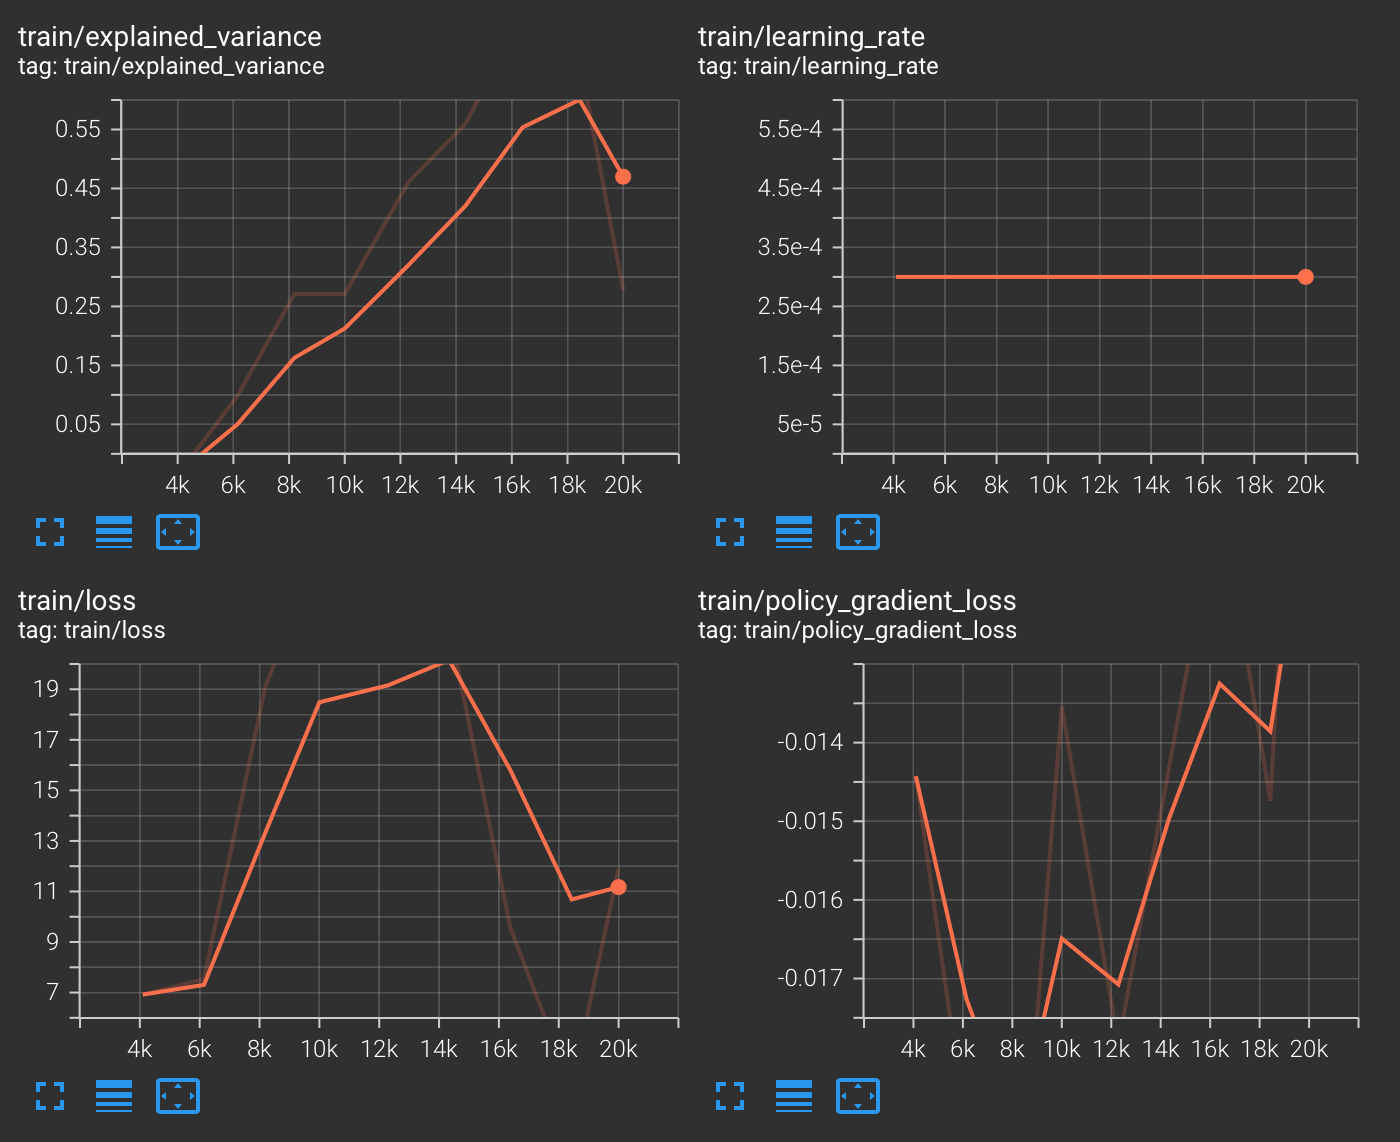 train/explained_variance
tag: train/explained_variance
0.55
0.45
0.35
0.25
0.15
0.05
4k 6k 8k 10k 12k 14k 16k 18k 20k
train/learning_rate
tag: train/learning_rate
5.5e-4
4.5e-4
3.5e-4
2.5e-4
1.5e-4
5e-5
4k 6k 8k 10k 12k 14k 16k 18k 20k
train/loss
tag: train/loss
19
17
15
13
11
9
7
4k 6k 8k 10k 12k 14k 16k 18k 20k
train/policy_gradient_loss
tag: train/policy_gradient_loss
-0.014
-0.015
-0.016
-0.017
4k 6k 8k 10k 12k 14k 16k 18k 20k